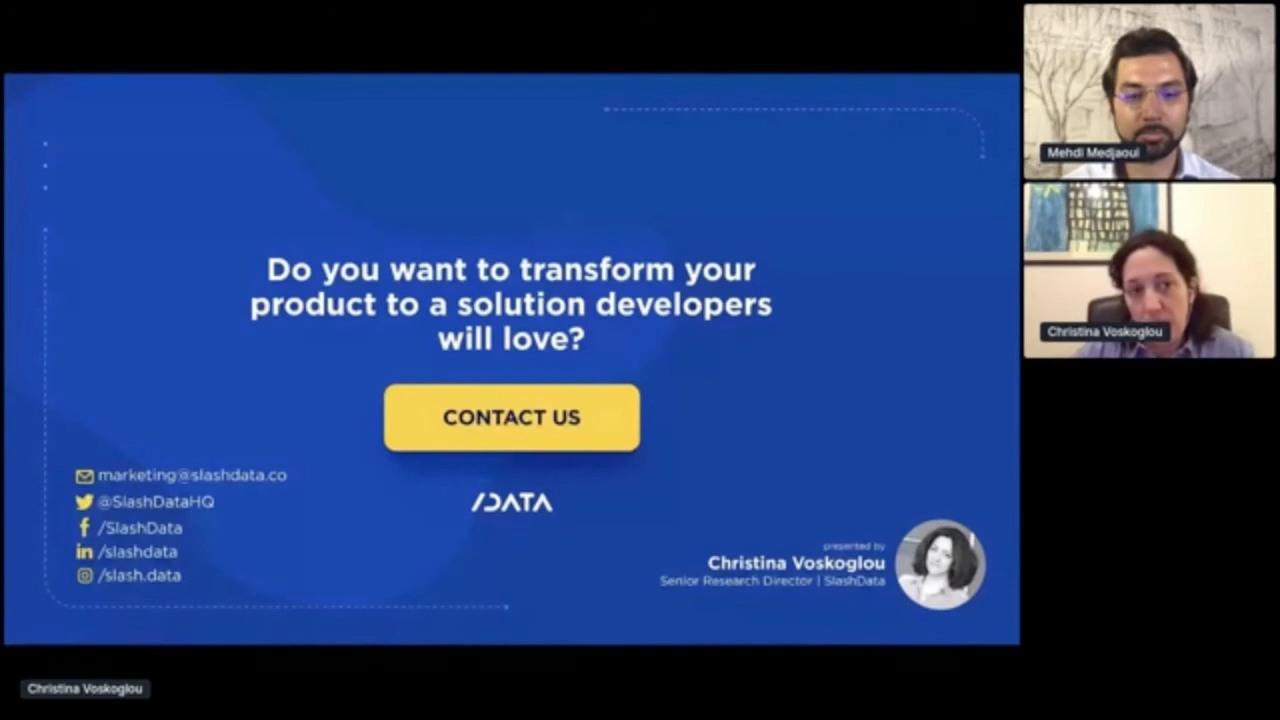 Do you want to transform your
product to a solution developers
will love?
CONTACT US
marketing@slashdata.co
@SlashDataHQ
/SlashData
/slashdata
/slash.data
/DATA
presented by
Christina Voskoglou
Senior Research Director | SlashData
Mehdi Medjaoui
Christina Voskoglou
Christina Voskoglou